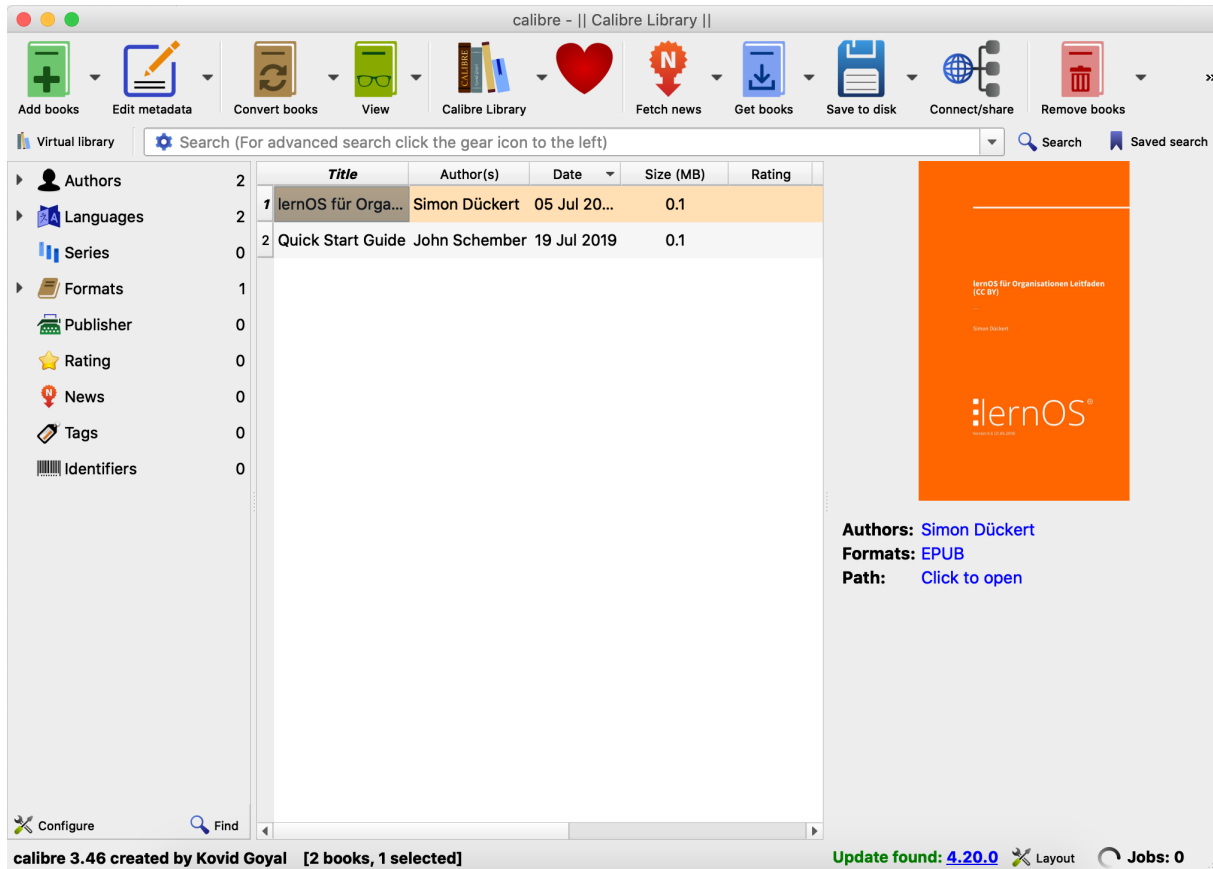 calibre - || Calibre Library ||
Add books
Edit metadata
Convert books
View
CALIBRE
Calibre Library
N
Fetch news
Get books
Save to disk
Connect/share
Remove books
»
Virtual library
Search (For advanced search click the gear icon to the left)
Search
Saved search
Authors 2
Languages 2
Series 0
Formats 1
Publisher 0
Rating 0
News 0
Tags 0
Identifiers 0
Title Author(s) Date Size (MB) Rating
1 lernOS für Orga... Simon Dückert 05 Jul 20... 0.1
2 Quick Start Guide John Schember 19 Jul 2019 0.1
lernOS für Organisationen Leitfaden
(CC BY)
Simon Dückert
lernOS®
Authors: Simon Dückert
Formats: EPUB
Path: Click to open
Configure
Find
calibre 3.46 created by Kovid Goyal [2 books, 1 selected]
Update found: 4.20.0
Layout
Jobs: 0